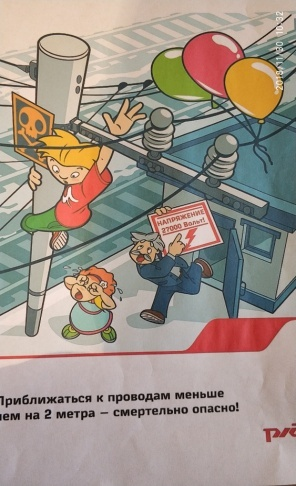 НАПРЯЖЕНИЕ
27000 Вольт!
Приближаться к проводам меньше
чем на 2 метра – смертельно опасно!